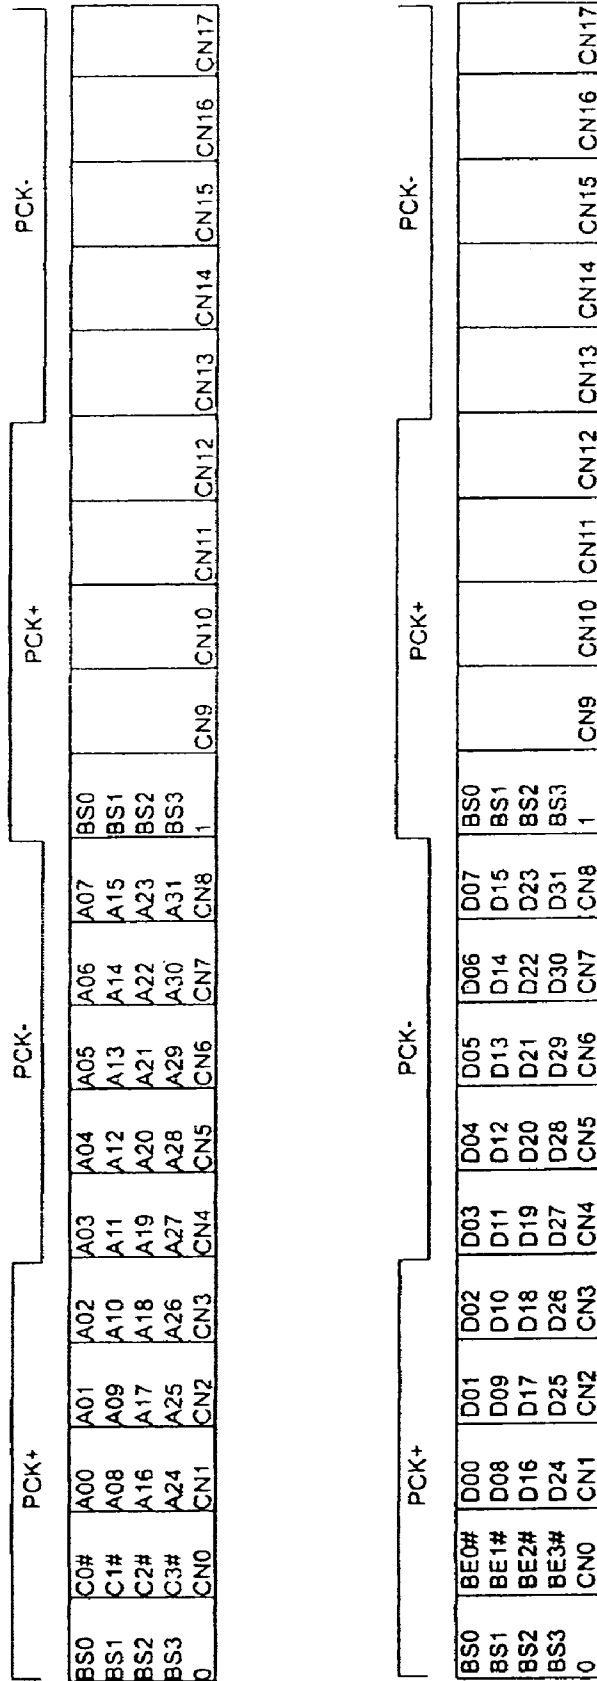 PCK+ PCK- PCK+ PCK-
BS0 C0# A00 A01 A02 A03 A04 A05 A06 A07 BS0
BS1 C1# A08 A09 A10 A11 A12 A13 A14 A15 BS1
BS2 C2# A16 A17 A18 A19 A20 A21 A22 A23 BS2
BS3 C3# A24 A25 A26 A27 A28 A29 A30 A31 BS3
0 CN0 CN1 CN2 CN3 CN4 CN5 CN6 CN7 CN8 1 CN9 CN10 CN11 CN12 CN13 CN14 CN15 CN16 CN17
PCK+ PCK- PCK+ PCK-
BS0 BE0# D00 D01 D02 D03 D04 D05 D06 D07 BS0
BS1 BE1# D08 D09 D10 D11 D12 D13 D14 D15 BS1
BS2 BE2# D16 D17 D18 D19 D20 D21 D22 D23 BS2
BS3 BE3# D24 D25 D26 D27 D28 D29 D30 D31 BS3
0 CN0 CN1 CN2 CN3 CN4 CN5 CN6 CN7 CN8 1 CN9 CN10 CN11 CN12 CN13 CN14 CN15 CN16 CN17